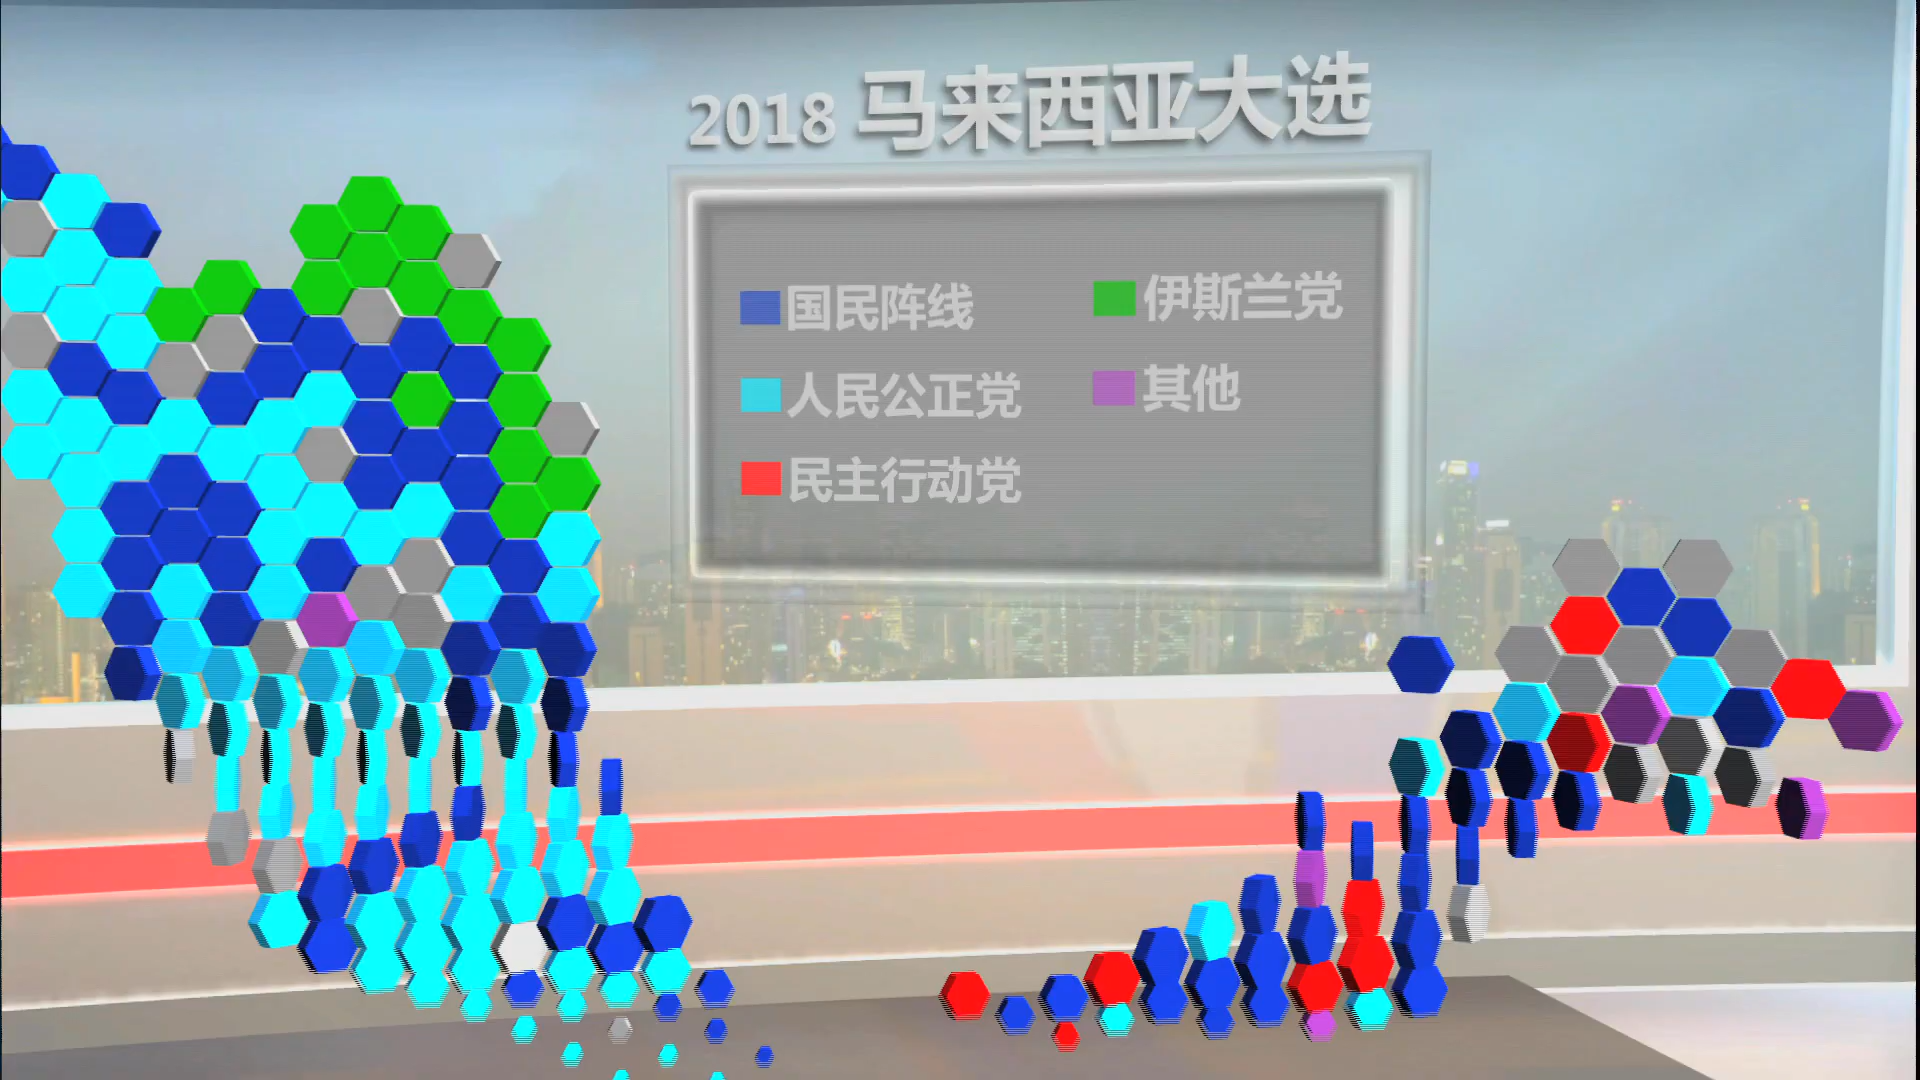 2018 马来西亚大选
国民阵线
人民公正党
民主行动党
伊斯兰党
其他